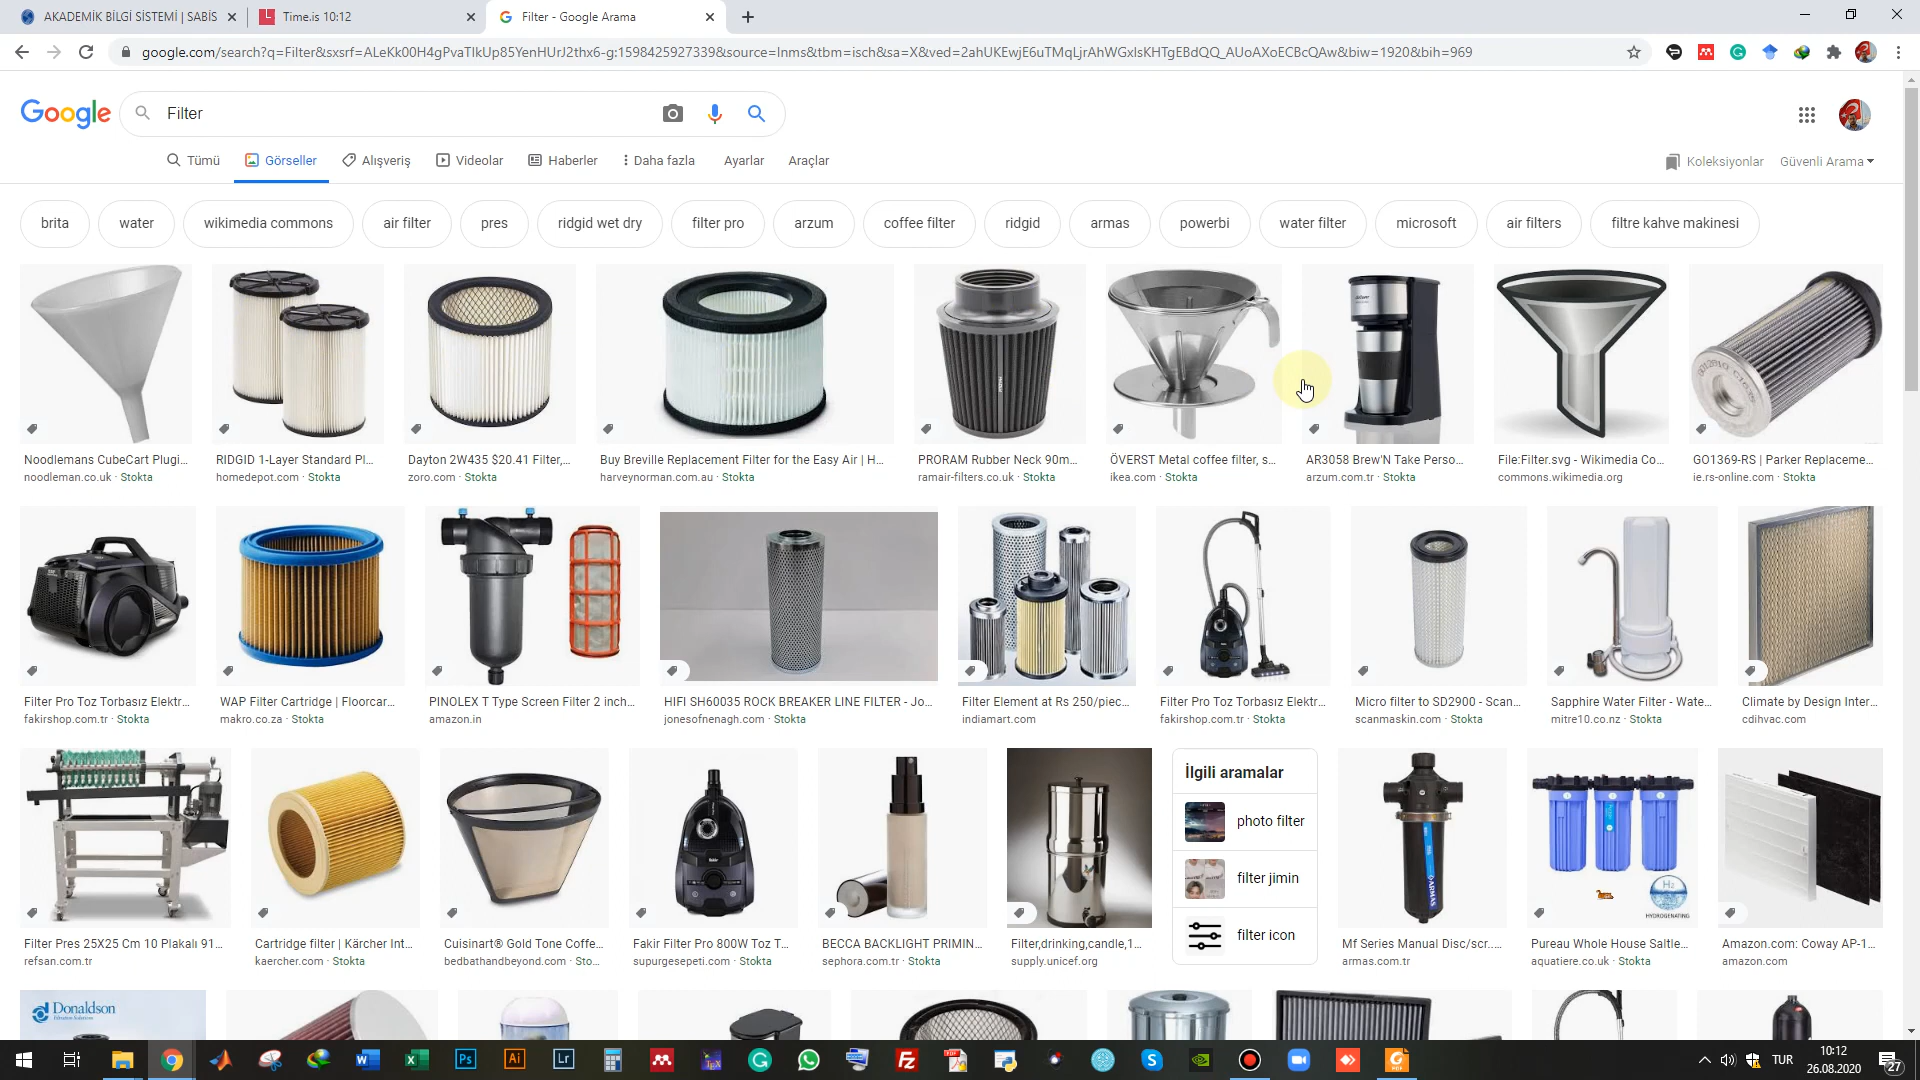 AKADEMİK BİLGİ SİSTEMİ | SABİS
Time.is 10:12
Filter - Google Arama
google.com/search?q=Filter&sxsrf=ALeKk00H4gPvaTlkUp85YenHUrJ2thx6-g:1598425927339&source=lnms&tbm=isch&sa=X&ved=2ahUKEwjE6uTMqLjrAhWGxIsKHTgEBdQQ_AUoAXoECBcQAw&biw=1920&bih=969
Google
Filter
Tümü Görseller Alışveriş Videolar Haberler Daha fazla Ayarlar Araçlar
Koleksiyonlar Güvenli Arama
brita water wikimedia commons air filter pres ridgid wet dry filter pro arzum coffee filter ridgid armas powerbi water filter microsoft air filters filtre kahve makinesi
Noodlemans CubeCart Plugi... RIDGID 1-Layer Standard Pl... Dayton 2W435 $20.41 Filter,... Buy Breville Replacement Filter for the Easy Air | H... PRORAM Rubber Neck 90m... ÖVERST Metal coffee filter, s... AR3058 Brew'N Take Perso... File:Filter.svg - Wikimedia Co... GO1369-RS | Parker Replaceme...
noodleman.co.uk · Stokta homedepot.com · Stokta zoro.com · Stokta harveynorman.com.au · Stokta ramair-filters.co.uk · Stokta ikea.com · Stokta arzum.com.tr · Stokta commons.wikimedia.org ie.rs-online.com · Stokta
Filter Pro Toz Torbasız Elektr... WAP Filter Cartridge | Floorcar... PINOLEX T Type Screen Filter 2 inch... HIFI SH60035 ROCK BREAKER LINE FILTER - Jo... Filter Element at Rs 250/piec... Filter Pro Toz Torbasız Elektr... Micro filter to SD2900 - Scan... Sapphire Water Filter - Wate... Climate by Design Inter...
fakirshop.com.tr · Stokta makro.co.za · Stokta amazon.in jonesofnenagh.com · Stokta indiamart.com fakirshop.com.tr · Stokta scanmaskin.com · Stokta mitre10.co.nz · Stokta cdihvac.com
İlgili aramalar
photo filter
filter jimin
filter icon
ARMAS
H2
HYDROGENATING
Filter Pres 25X25 Cm 10 Plakalı 91... Cartridge filter | Kärcher Int... Cuisinart® Gold Tone Coffe... Fakir Filter Pro 800W Toz T... BECCA BACKLIGHT PRIMIN... Filter,drinking,candle,1... Mf Series Manual Disc/scr.... Pureau Whole House Saltle... Amazon.com: Coway AP-1...
refsan.com.tr kaercher.com · Stokta bedbathandbeyond.com · Sto... supurgesepeti.com · Stokta sephora.com.tr · Stokta supply.unicef.org armas.com.tr aquatiere.co.uk · Stokta amazon.com
Donaldson
TUR
10:12
26.08.2020
27